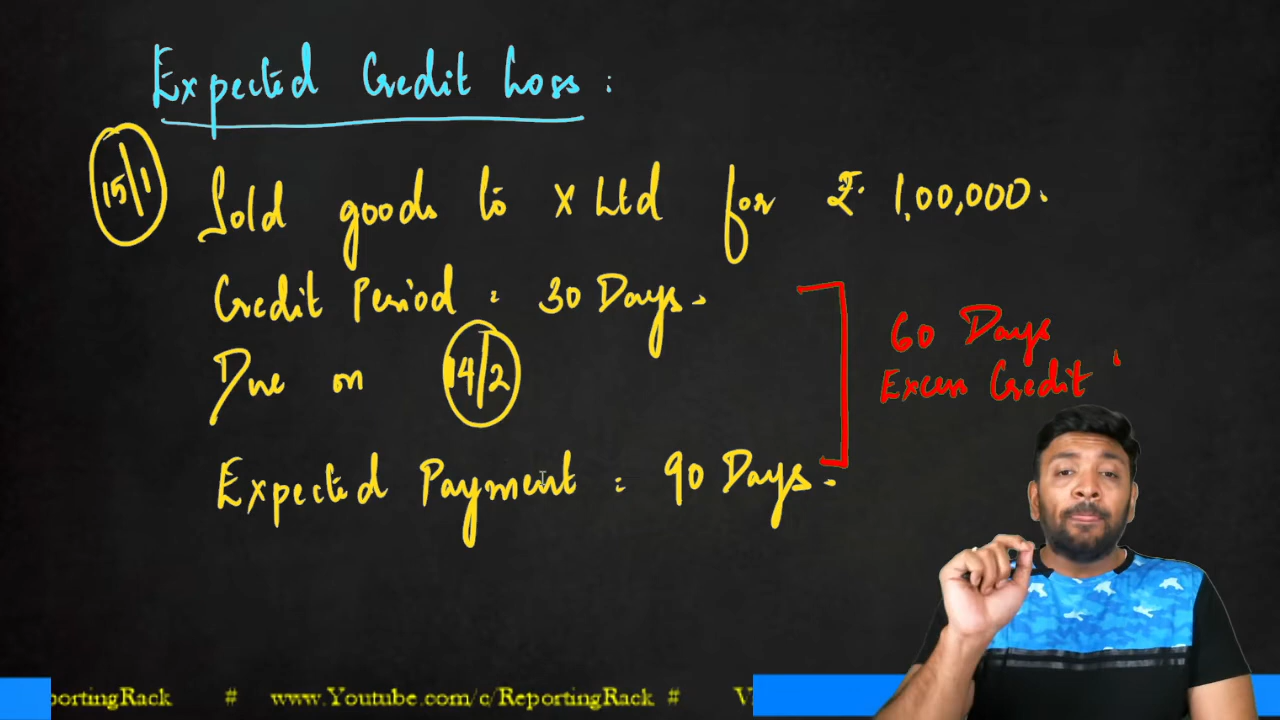 Expected Credit Loss :
15/1 Sold goods to X Ltd for ₹. 1,00,000.
Credit Period : 30 Days.
Due on 14/2
Expected Payment : 90 Days.
60 Days
Excess Credit
portingRack # www.Youtube.com/c/ReportingRack #